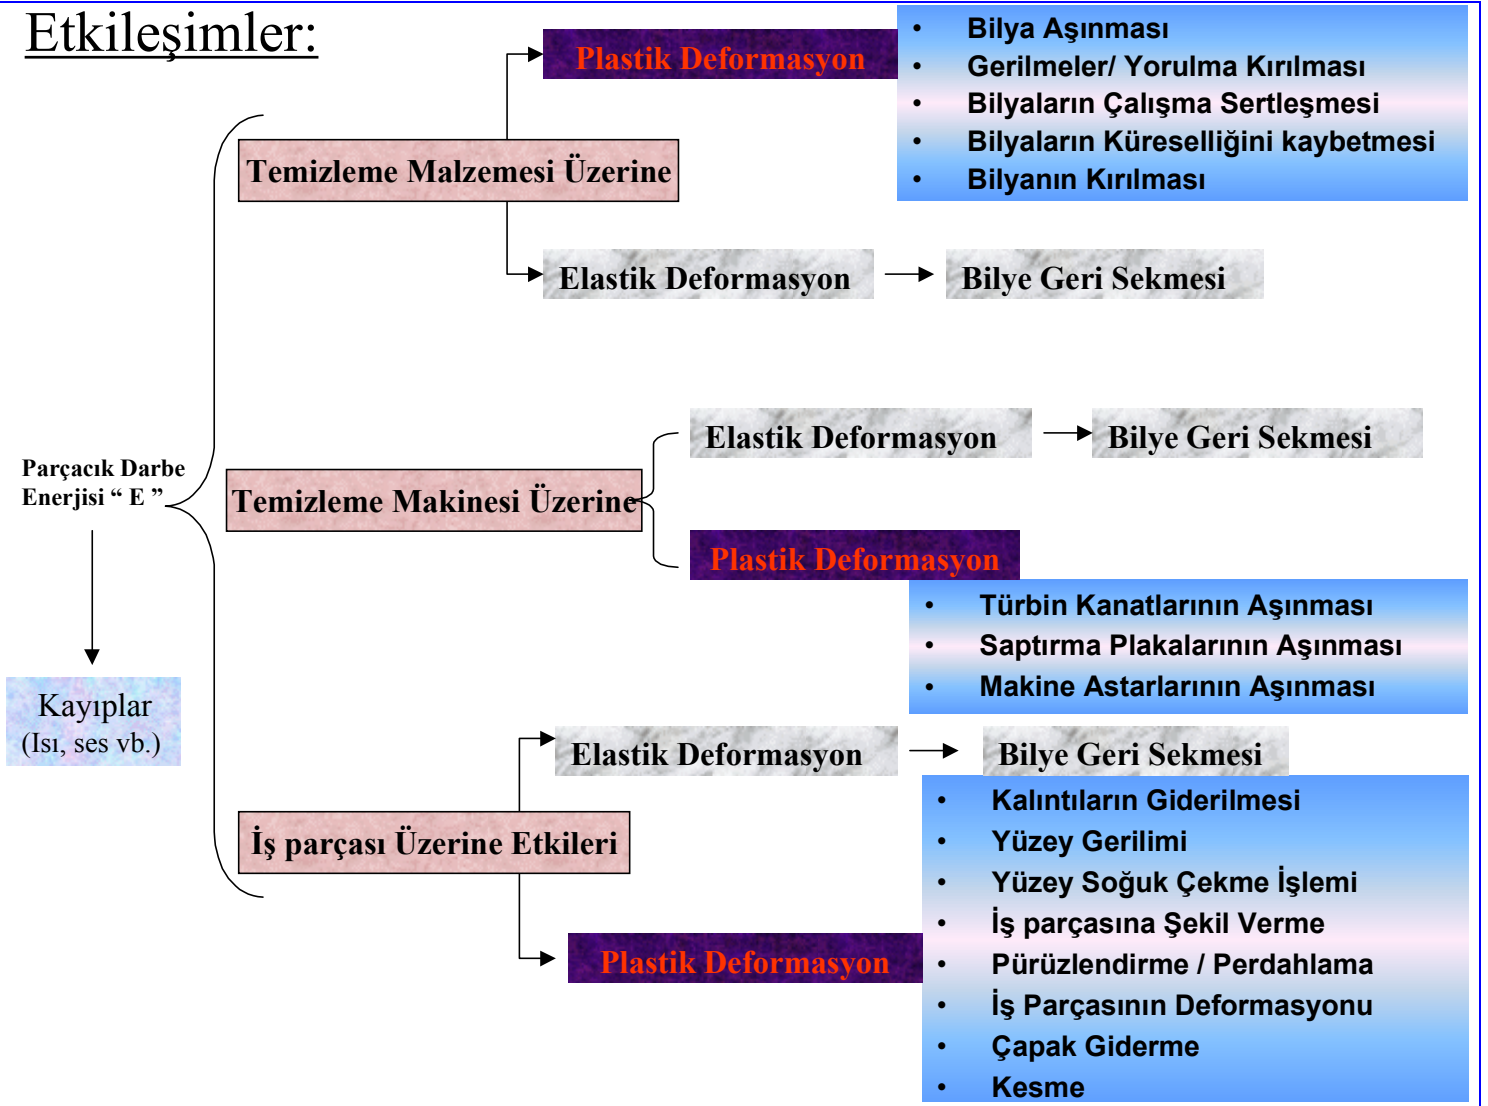 Etkileşimler:
Plastik Deformasyon
• Bilya Aşınması
• Gerilmeler/ Yorulma Kırılması
• Bilyaların Çalışma Sertleşmesi
• Bilyaların Küreselliğini kaybetmesi
• Bilyanın Kırılması
Temizleme Malzemesi Üzerine
Elastik Deformasyon
Bilye Geri Sekmesi
Elastik Deformasyon
Bilye Geri Sekmesi
Parçacık Darbe
Enerjisi “ E ”
Temizleme Makinesi Üzerine
Plastik Deformasyon
• Türbin Kanatlarının Aşınması
• Saptırma Plakalarının Aşınması
• Makine Astarlarının Aşınması
Kayıplar
(Isı, ses vb.)
Elastik Deformasyon
Bilye Geri Sekmesi
İş parçası Üzerine Etkileri
Plastik Deformasyon
• Kalıntıların Giderilmesi
• Yüzey Gerilimi
• Yüzey Soğuk Çekme İşlemi
• İş parçasına Şekil Verme
• Pürüzlendirme / Perdahlama
• İş Parçasının Deformasyonu
• Çapak Giderme
• Kesme